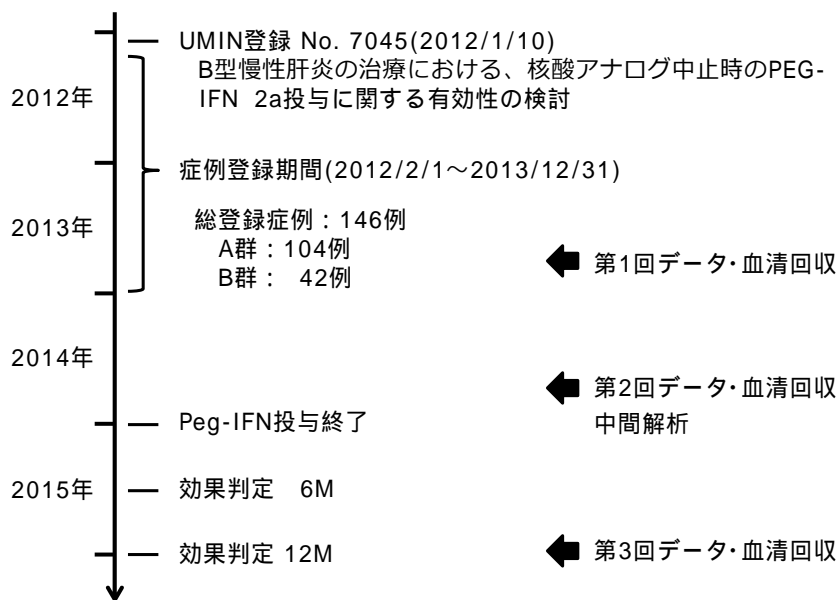 UMIN登録 No. 7045(2012/1/10)
B型慢性肝炎の治療における、核酸アナログ中止時のPEG-
IFN 2a投与に関する有効性の検討
2012年
症例登録期間(2012/2/1～2013/12/31)
2013年
総登録症例：146例
A群：104例
B群： 42例
第1回データ・血清回収
2014年
第2回データ・血清回収
中間解析
Peg-IFN投与終了
2015年
効果判定 6M
効果判定 12M
第3回データ・血清回収